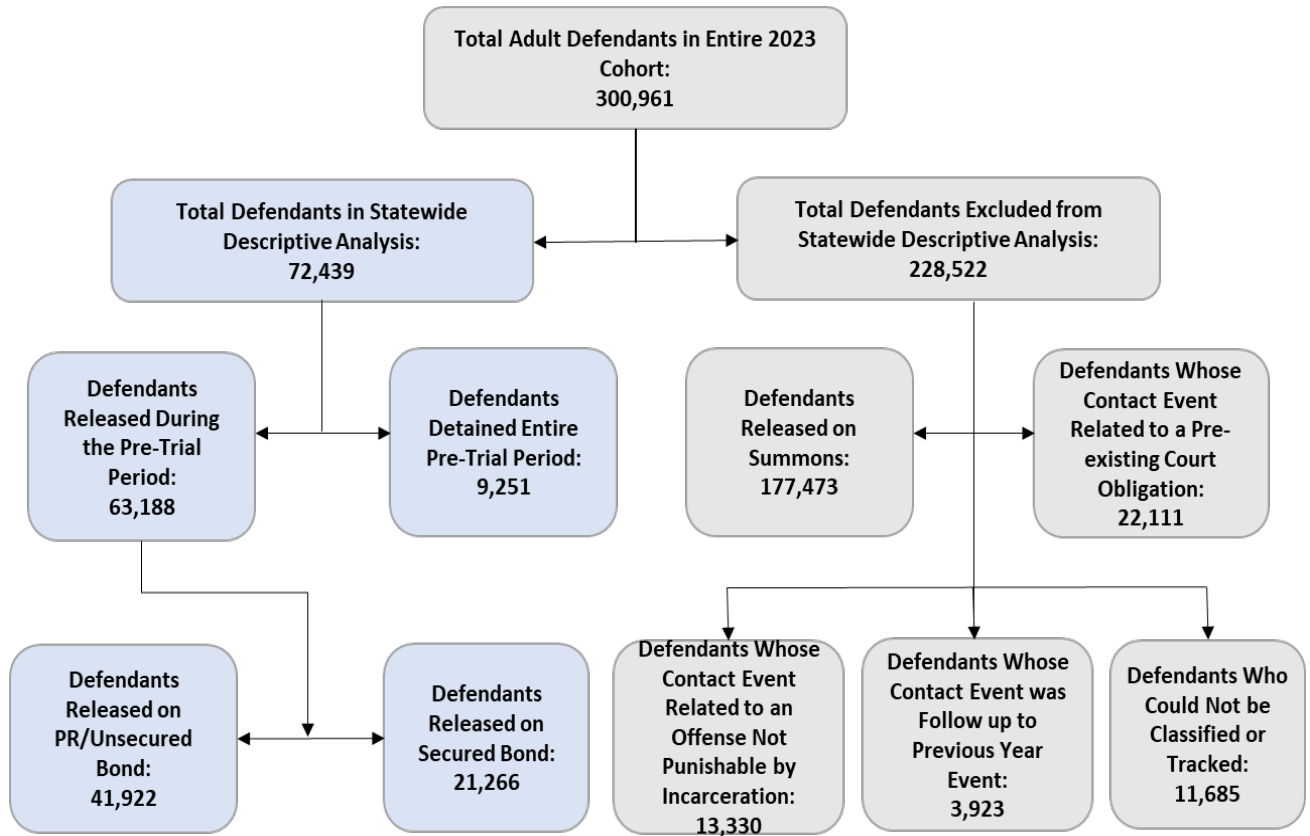 Total Adult Defendants in Entire 2023
Cohort:
300,961
Total Defendants in Statewide
Descriptive Analysis:
72,439
Total Defendants Excluded from
Statewide Descriptive Analysis:
228,522
Defendants
Released During
the Pre-Trial
Period:
63,188
Defendants
Detained Entire
Pre-Trial Period:
9,251
Defendants
Released on
Summons:
177,473
Defendants Whose
Contact Event
Related to a Pre-
existing Court
Obligation:
22,111
Defendants
Released on
PR/Unsecured
Bond:
41,922
Defendants
Released on
Secured Bond:
21,266
Defendants Whose
Contact Event
Related to an
Offense Not
Punishable by
Incarceration:
13,330
Defendants Whose
Contact Event was
Follow up to
Previous Year
Event:
3,923
Defendants Who
Could Not be
Classified or
Tracked:
11,685